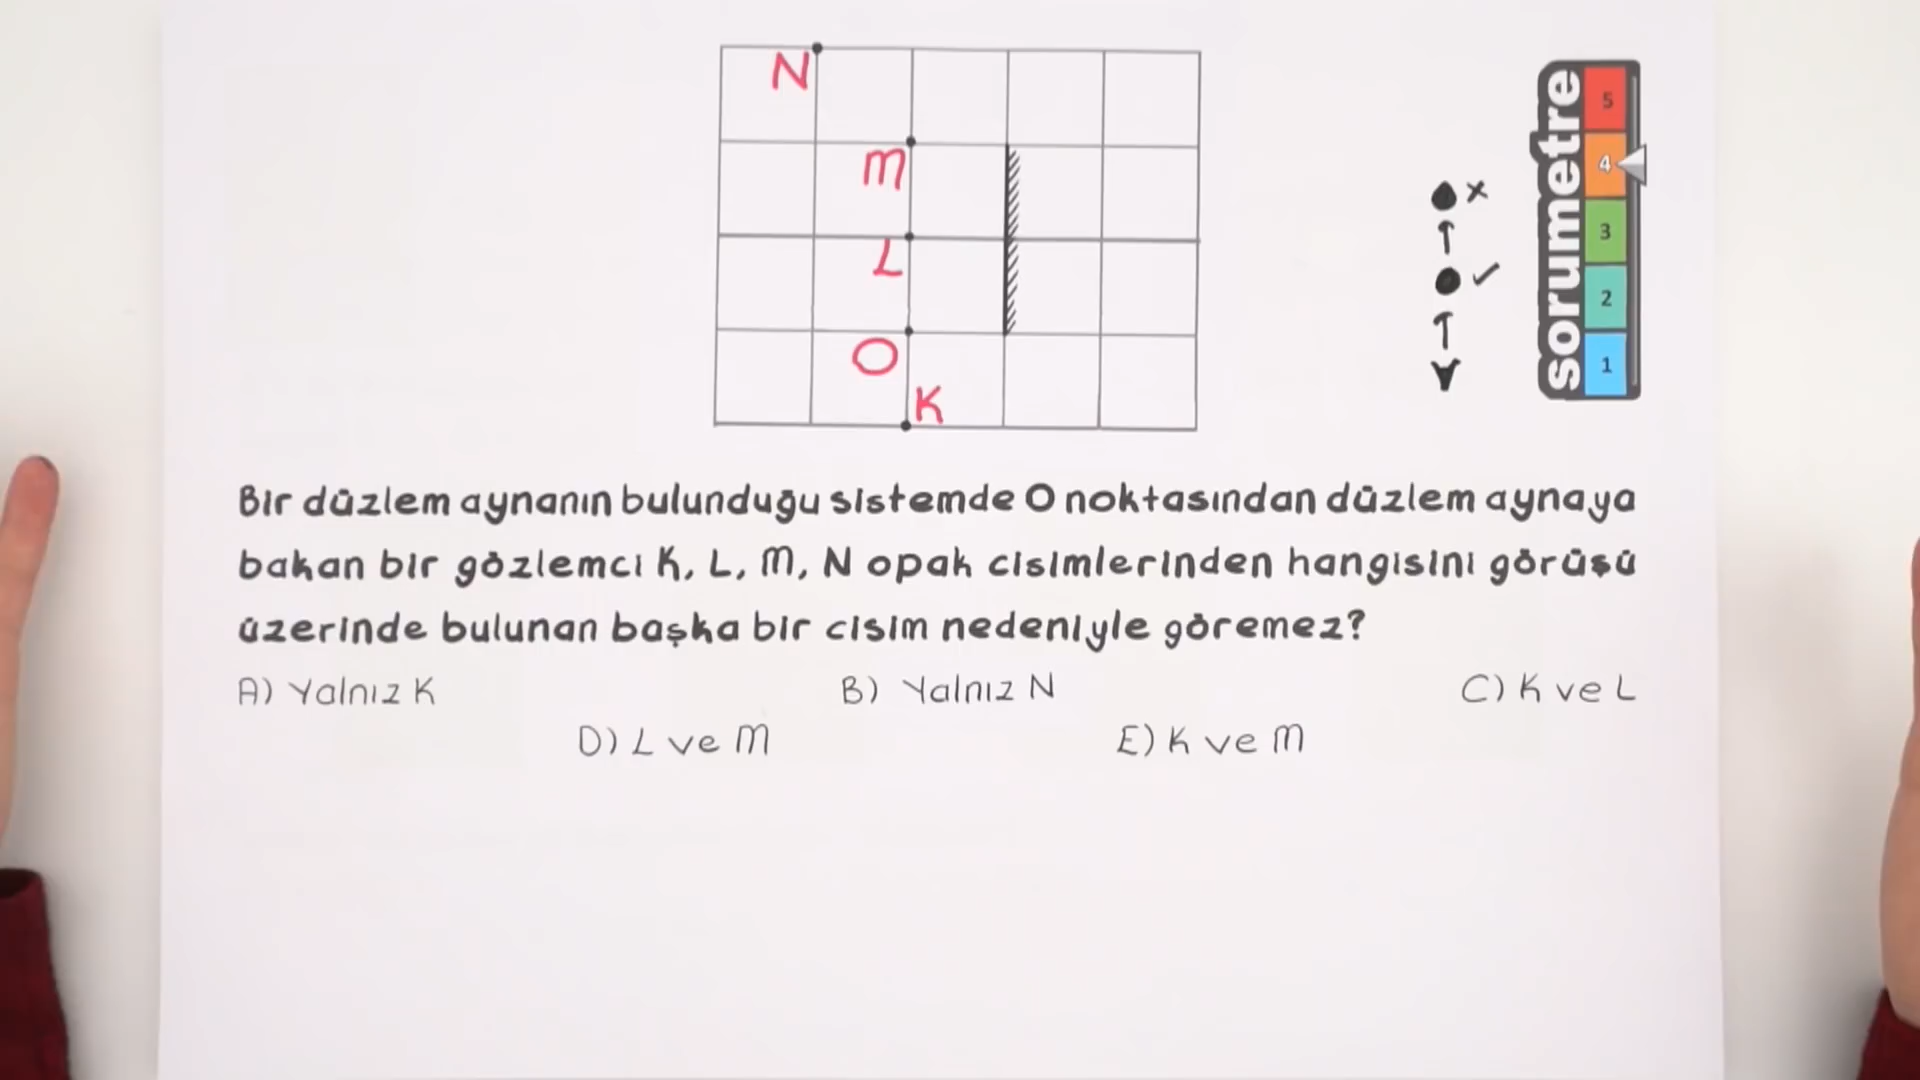 N
M
L
O
K
sorumetre
5
4
3
2
1
Bir düzlem aynanın bulunduğu sistemde O noktasından düzlem aynaya
bakan bir gözlemci K, L, M, N opak cisimlerinden hangisini görüşü
üzerinde bulunan başka bir cisim nedeniyle göremez?
A) Yalnız K
B) Yalnız N
C) K ve L
D) L ve M
E) K ve M